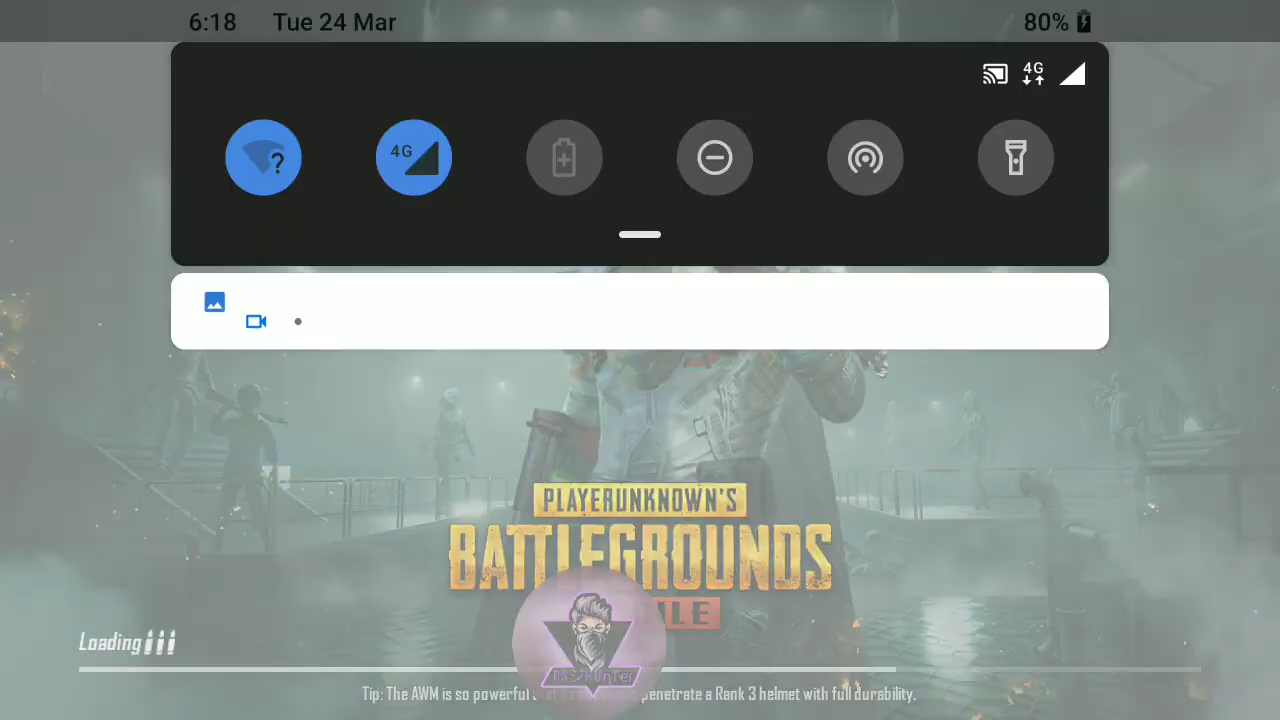 6:18 Tue 24 Mar 80%
4G
4G
PLAYERUNKNOWN'S
BATTLEGROUNDS
Loading
Tip: The AWM is so powerful that penetrate a Rank 3 helmet with full durability.